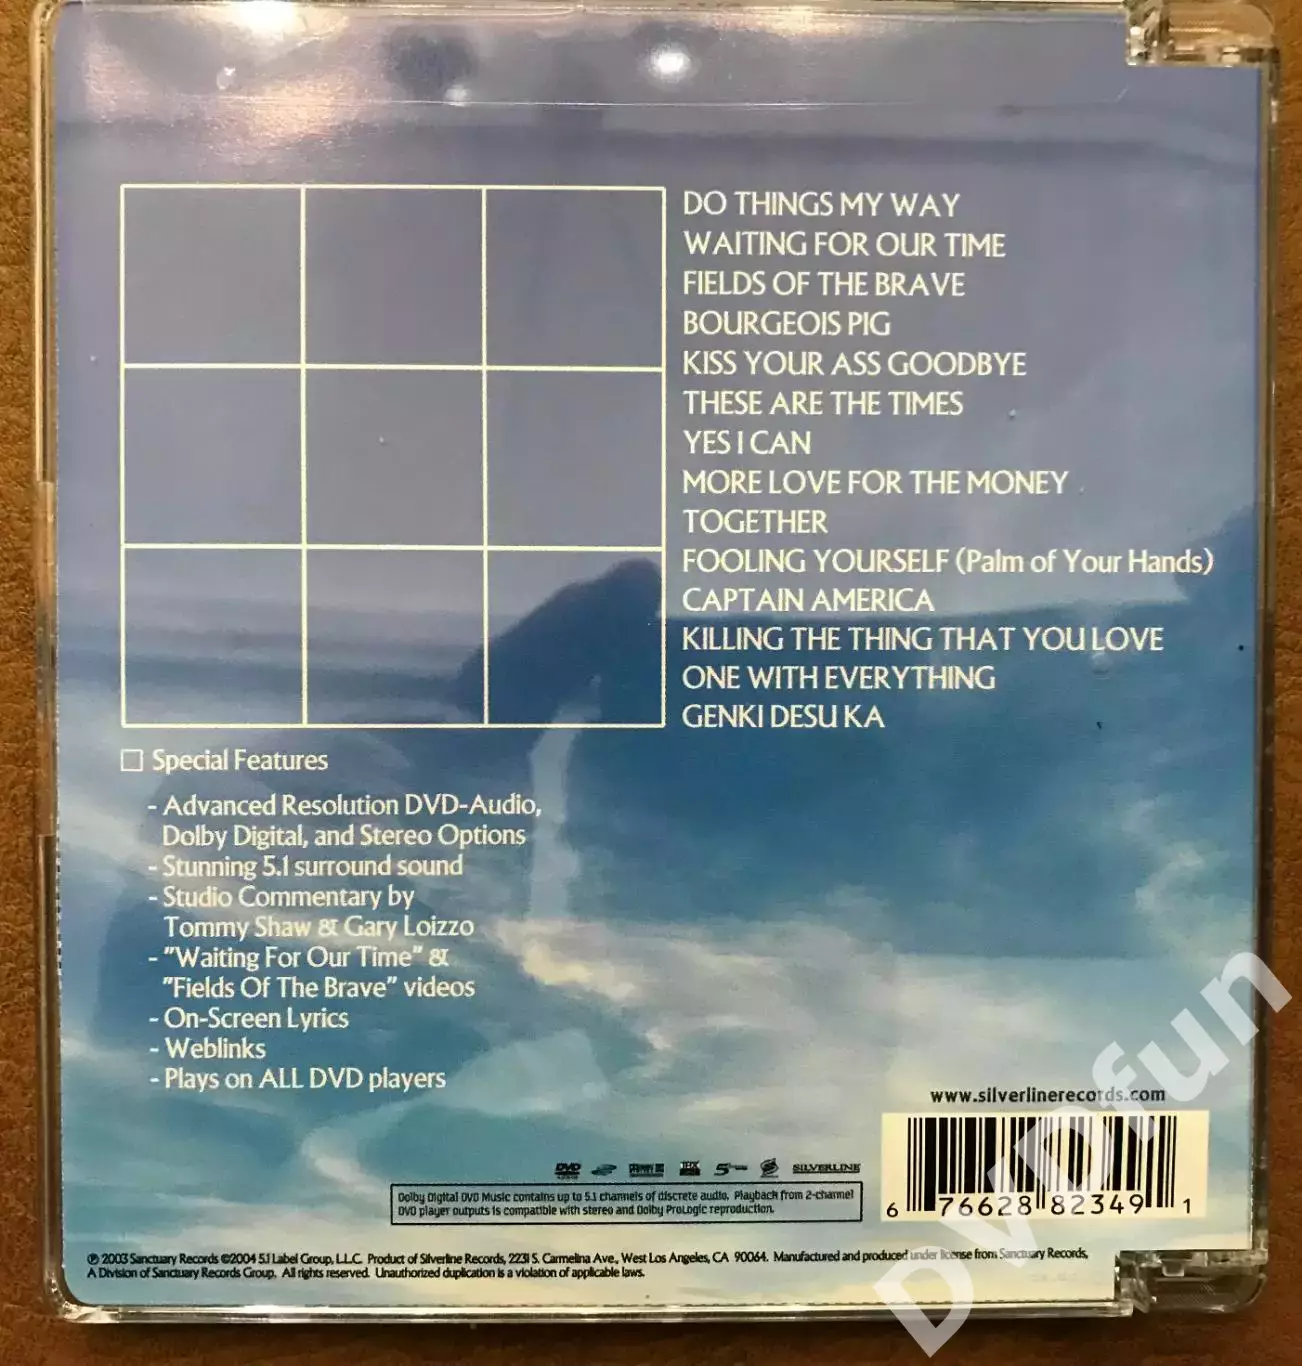 DO THINGS MY WAY
WAITING FOR OUR TIME
FIELDS OF THE BRAVE
BOURGEOIS PIG
KISS YOUR ASS GOODBYE
THESE ARE THE TIMES
YES I CAN
MORE LOVE FOR THE MONEY
TOGETHER
FOOLING YOURSELF (Palm of Your Hands)
CAPTAIN AMERICA
KILLING THE THING THAT YOU LOVE
ONE WITH EVERYTHING
GENKI DESU KA
Special Features
- Advanced Resolution DVD-Audio,
Dolby Digital, and Stereo Options
- Stunning 5.1 surround sound
- Studio Commentary by
Tommy Shaw & Gary Loizzo
- "Waiting For Our Time" &
"Fields Of The Brave" videos
- On-Screen Lyrics
- Weblinks
- Plays on ALL DVD players
www.silverlinerecords.com
6 76628 82349 1
DVD SILVERLINE
Dolby Digital DVD Music contains up to 5.1 channels of discrete audio. Playback from 2-channel
DVD player outputs is compatible with stereo and Dolby ProLogic reproduction.
℗ 2003 Sanctuary Records ©2004 5.1 Label Group, L.L.C. Product of Silverline Records, 2231 S. Carmelina Ave., West Los Angeles, CA 90064. Manufactured and produced under license from Sanctuary Records,
A Division of Sanctuary Records Group. All rights reserved. Unauthorized duplication is a violation of applicable laws.
Dvdfun